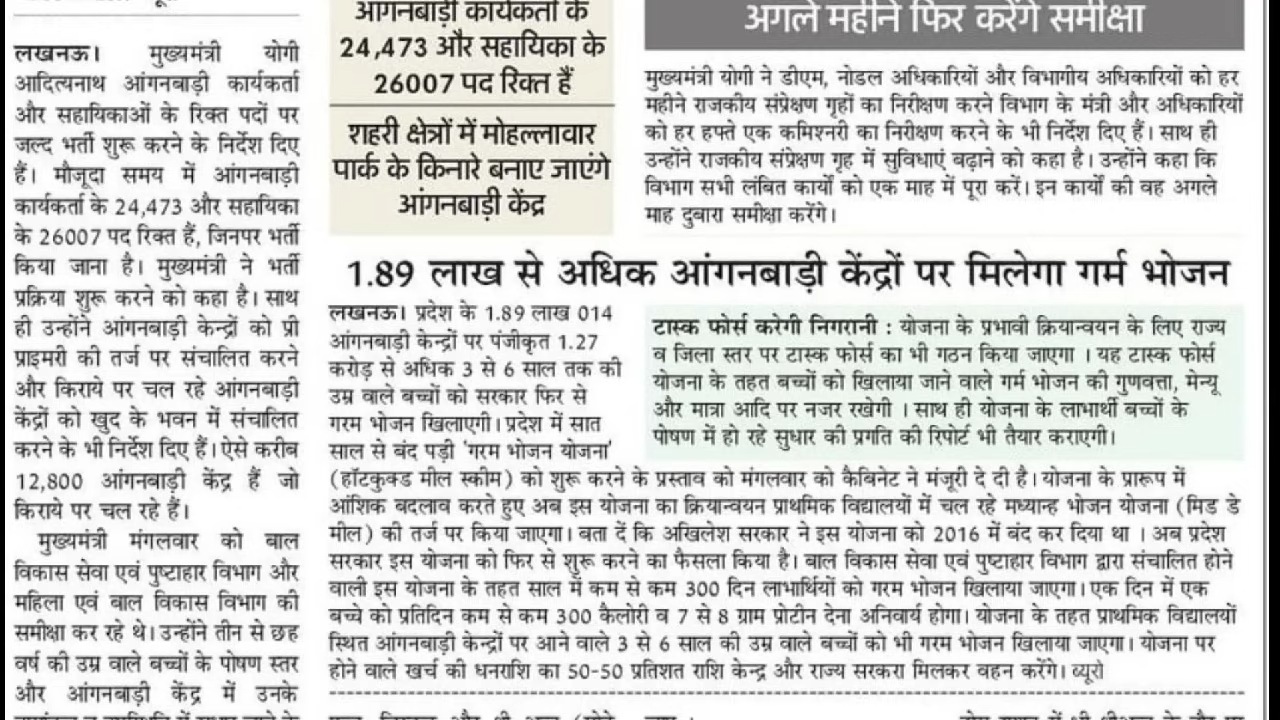 लखनऊ। मुख्यमंत्री योगी
आदित्यनाथ आंगनबाड़ी कार्यकर्ता
और सहायिकाओं के रिक्त पदों पर
जल्द भर्ती शुरू करने के निर्देश दिए
हैं। मौजूदा समय में आंगनबाड़ी
कार्यकर्ता के 24,473 और सहायिका
के 26007 पद रिक्त हैं, जिनपर भर्ती
किया जाना है। मुख्यमंत्री ने भर्ती
प्रक्रिया शुरू करने को कहा है। साथ
ही उन्होंने आंगनबाड़ी केन्द्रों को प्री
प्राइमरी की तर्ज पर संचालित करने
और किराये पर चल रहे आंगनबाड़ी
केंद्रों को खुद के भवन में संचालित
करने के भी निर्देश दिए हैं। ऐसे करीब
12,800 आंगनबाड़ी केंद्र हैं जो
किराये पर चल रहे हैं।
मुख्यमंत्री मंगलवार को बाल
विकास सेवा एवं पुष्टाहार विभाग और
महिला एवं बाल विकास विभाग की
समीक्षा कर रहे थे। उन्होंने तीन से छह
वर्ष की उम्र वाले बच्चों के पोषण स्तर
और आंगनबाड़ी केंद्र में उनके
आंगनबाड़ी कार्यकर्ता के
24,473 और सहायिका के
26007 पद रिक्त हैं
शहरी क्षेत्रों में मोहल्लावार
पार्क के किनारे बनाए जाएंगे
आंगनबाड़ी केंद्र
अगले महीने फिर करेंगे समीक्षा
मुख्यमंत्री योगी ने डीएम, नोडल अधिकारियों और विभागीय अधिकारियों को हर
महीने राजकीय संप्रेक्षण गृहों का निरीक्षण करने विभाग के मंत्री और अधिकारियों
को हर हफ्ते एक कमिश्नरी का निरीक्षण करने के भी निर्देश दिए हैं। साथ ही
उन्होंने राजकीय संप्रेक्षण गृह में सुविधाएं बढ़ाने को कहा है। उन्होंने कहा कि
विभाग सभी लंबित कार्यों को एक माह में पूरा करें। इन कार्यों की वह अगले
माह दुबारा समीक्षा करेंगे।
1.89 लाख से अधिक आंगनबाड़ी केंद्रों पर मिलेगा गर्म भोजन
लखनऊ। प्रदेश के 1.89 लाख 014
आंगनबाड़ी केन्द्रों पर पंजीकृत 1.27
करोड़ से अधिक 3 से 6 साल तक की
उम्र वाले बच्चों को सरकार फिर से
गरम भोजन खिलाएगी। प्रदेश में सात
साल से बंद पड़ी 'गरम भोजन योजना'
टास्क फोर्स करेगी निगरानी : योजना के प्रभावी क्रियान्वयन के लिए राज्य
व जिला स्तर पर टास्क फोर्स का भी गठन किया जाएगा । यह टास्क फोर्स
योजना के तहत बच्चों को खिलाया जाने वाले गर्म भोजन की गुणवत्ता, मेन्यू
और मात्रा आदि पर नजर रखेगी । साथ ही योजना के लाभार्थी बच्चों के
पोषण में हो रहे सुधार की प्रगति की रिपोर्ट भी तैयार कराएगी।
(हॉटकुक्ड मील स्कीम) को शुरू करने के प्रस्ताव को मंगलवार को कैबिनेट ने मंजूरी दे दी है। योजना के प्रारूप में
आंशिक बदलाव करते हुए अब इस योजना का क्रियान्वयन प्राथमिक विद्यालयों में चल रहे मध्यान्ह भोजन योजना (मिड डे
मील) की तर्ज पर किया जाएगा। बता दें कि अखिलेश सरकार ने इस योजना को 2016 में बंद कर दिया था । अब प्रदेश
सरकार इस योजना को फिर से शुरू करने का फैसला किया है। बाल विकास सेवा एवं पुष्टाहार विभाग द्वारा संचालित होने
वाली इस योजना के तहत साल में कम से कम 300 दिन लाभार्थियों को गरम भोजन खिलाया जाएगा। एक दिन में एक
बच्चे को प्रतिदिन कम से कम 300 कैलोरी व 7 से 8 ग्राम प्रोटीन देना अनिवार्य होगा। योजना के तहत प्राथमिक विद्यालयों
स्थित आंगनबाड़ी केन्द्रों पर आने वाले 3 से 6 साल की उम्र वाले बच्चों को भी गरम भोजन खिलाया जाएगा। योजना पर
होने वाले खर्च की धनराशि का 50-50 प्रतिशत राशि केन्द्र और राज्य सरकरा मिलकर वहन करेंगे। ब्यूरो